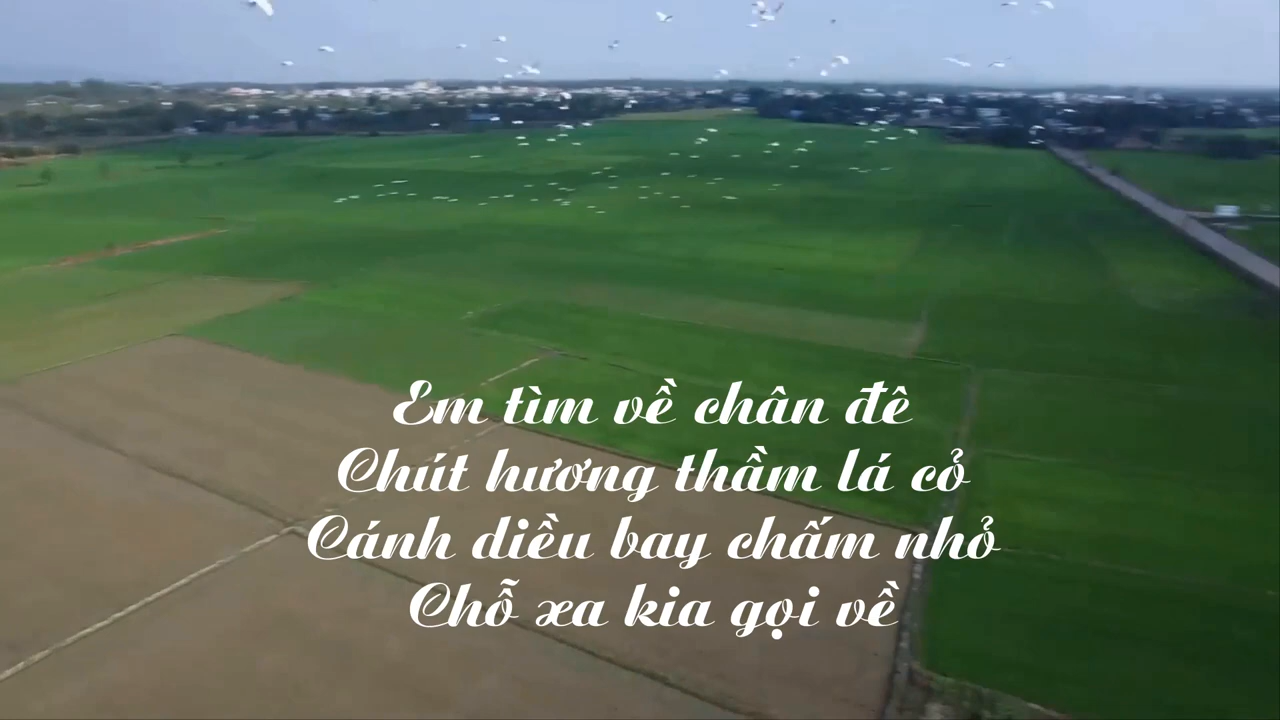 Em tìm về chân đê
Chút hương thầm lá cỏ
Cánh diều bay chấm nhỏ
Chỗ xa kia gọi về